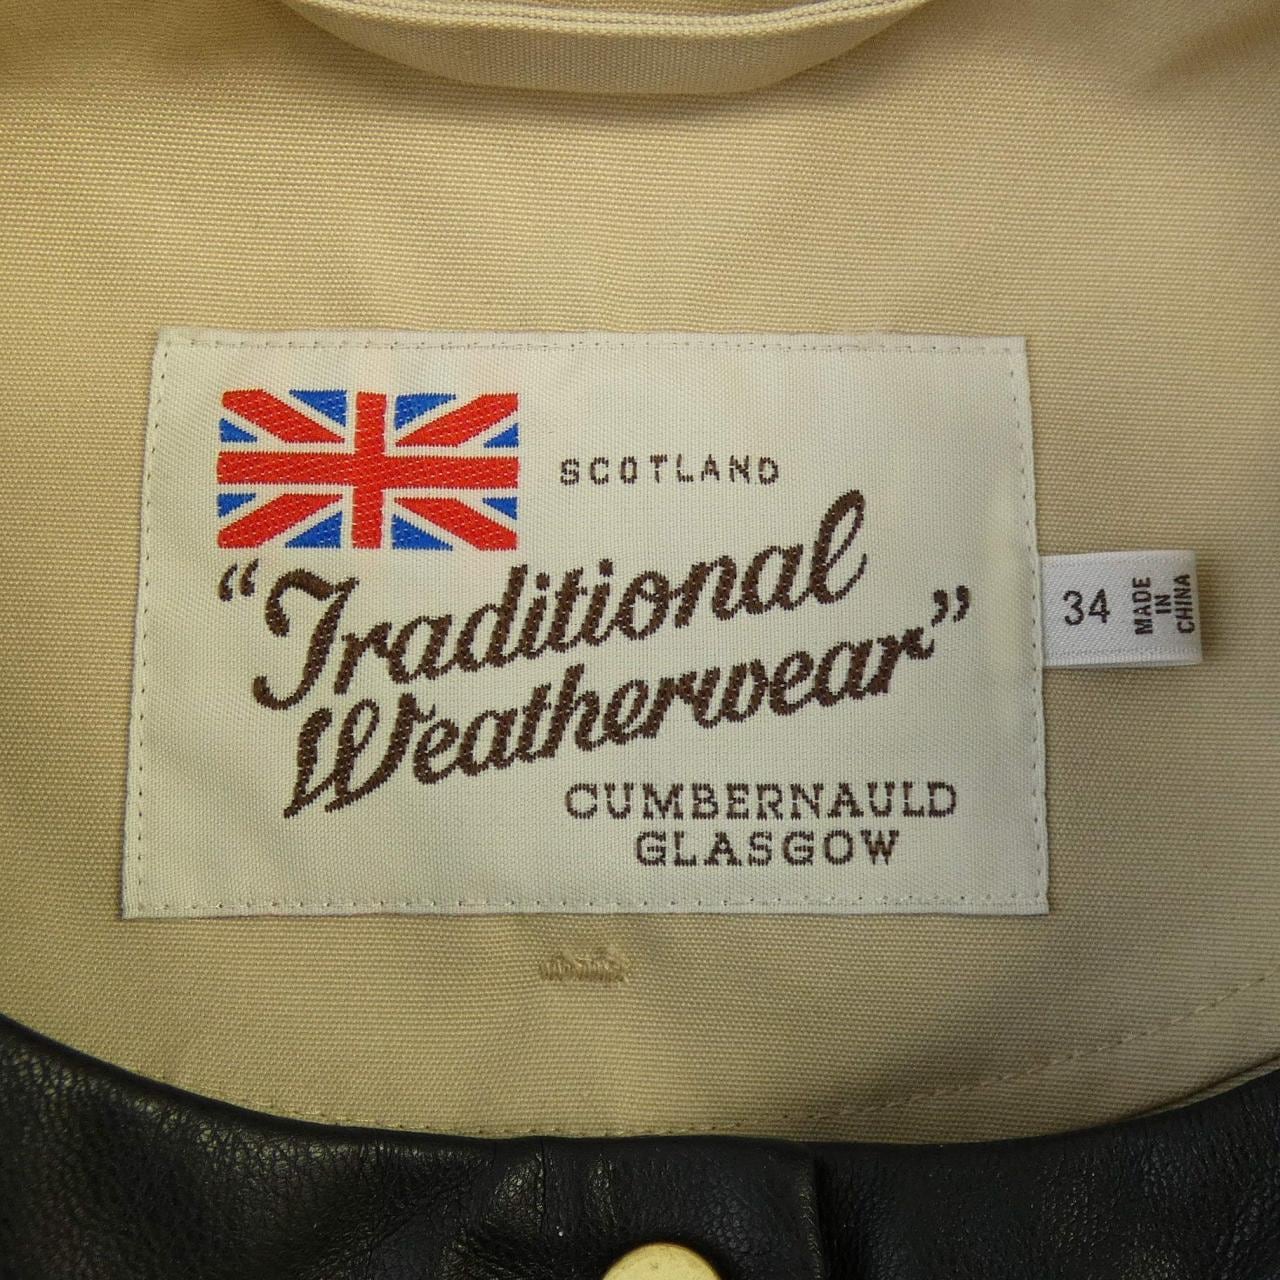 SCOTLAND
"Traditional
Weatherwear"
CUMBERNAULD
GLASGOW
34
MADE
IN
CHINA